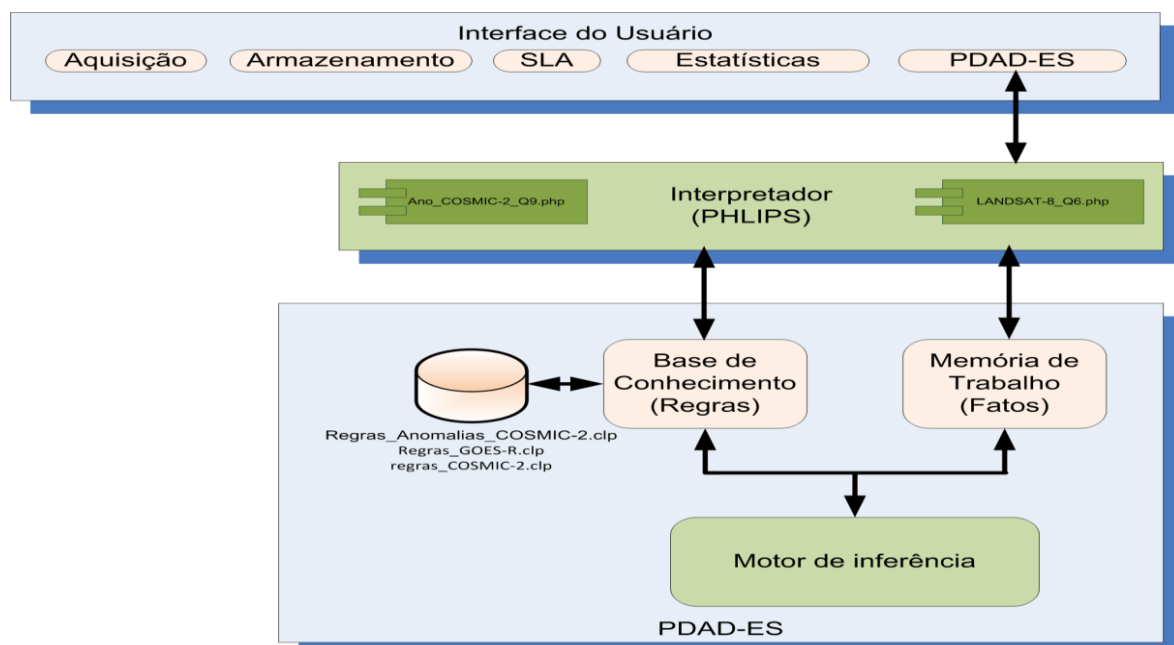 Interface do Usuário
Aquisição
Armazenamento
SLA
Estatísticas
PDAD-ES
Ano_COSMIC-2_Q9.php
Interpretador
(PHLIPS)
LANDSAT-8_Q6.php
Base de
Conhecimento
(Regras)
Memória de
Trabalho
(Fatos)
Regras_Anomalias_COSMIC-2.clp
Regras_GOES-R.clp
regras_COSMIC-2.clp
Motor de inferência
PDAD-ES